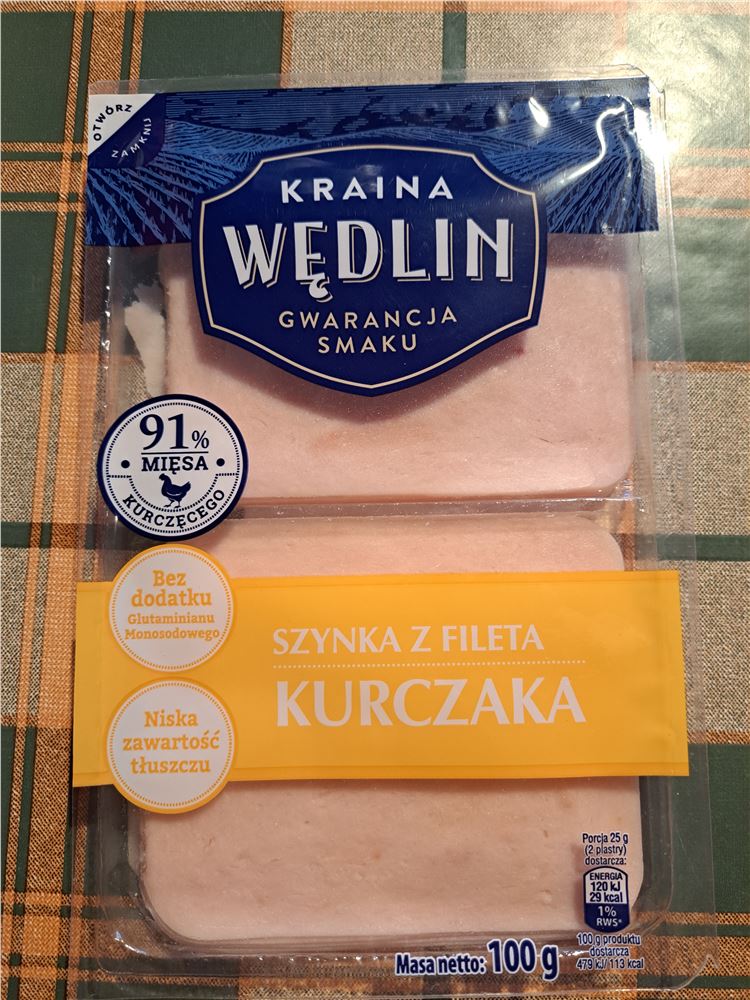 OTWÓRZ
ZAMKNIJ
KRAINA
WĘDLIN
GWARANCJA
SMAKU
91%
MIĘSA
KURCZĘCEGO
Bez
dodatku
Glutaminianu
Monosodowego
SZYNKA Z FILETA
KURCZAKA
Niska
zawartość
tłuszczu
Porcja 25 g
(2 plastry)
dostarcza:
ENERGIA
120 kJ
29 kcal
1%
RWS*
100 g produktu
dostarcza
479 kJ/113 kcal
Masa netto: 100 g